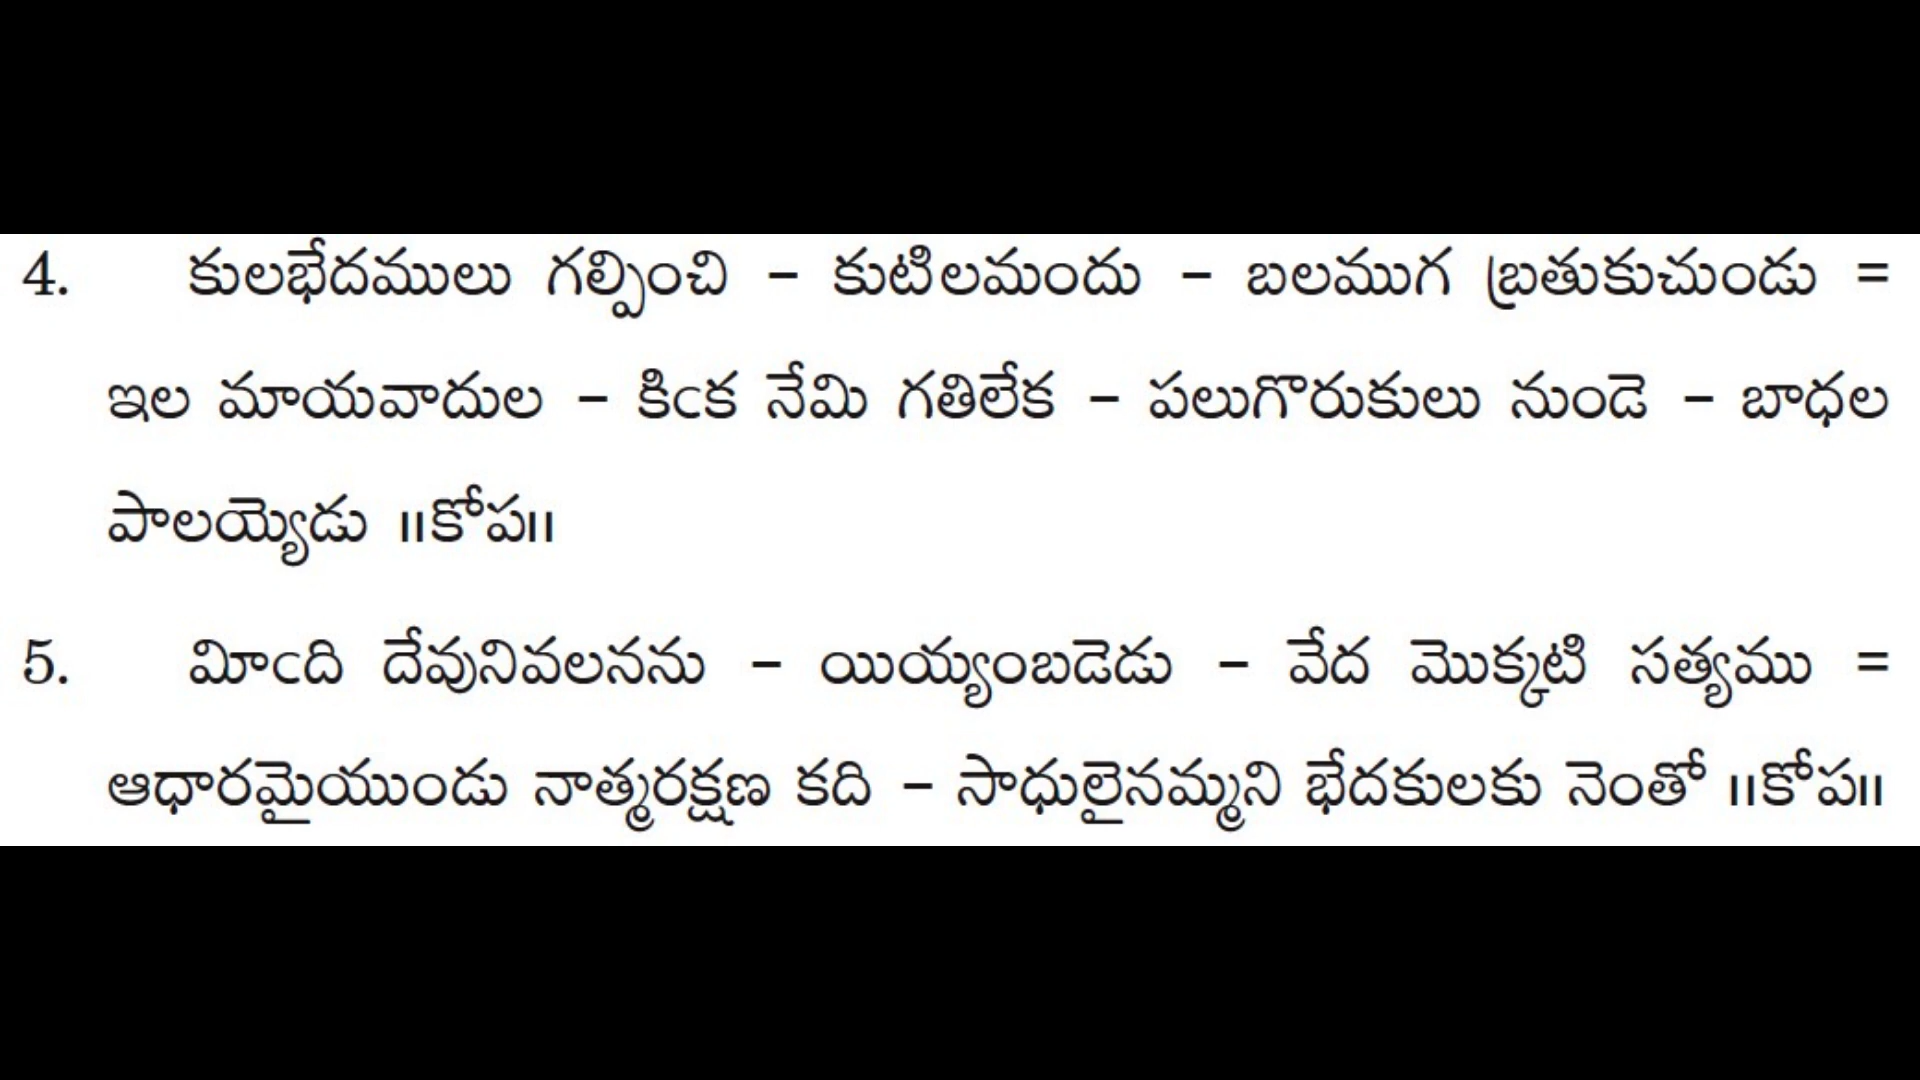 4. కులభేదములు గల్పించి – కుటిలమందు – బలముగ బ్రతుకుచుండు =
ఇల మాయవాదుల – కిఁక నేమి గతిలేక – పలుగొరుకులు నుండె – బాధల
పాలయ్యెడు ॥కోప॥
5. మీఁది దేవునివలనను – యియ్యంబడెడు – వేద మొక్కటి సత్యము =
ఆధారమైయుండు నాత్మరక్షణ కది – సాధులైనమ్మని భేదకులకు నెంతో ॥కోప॥